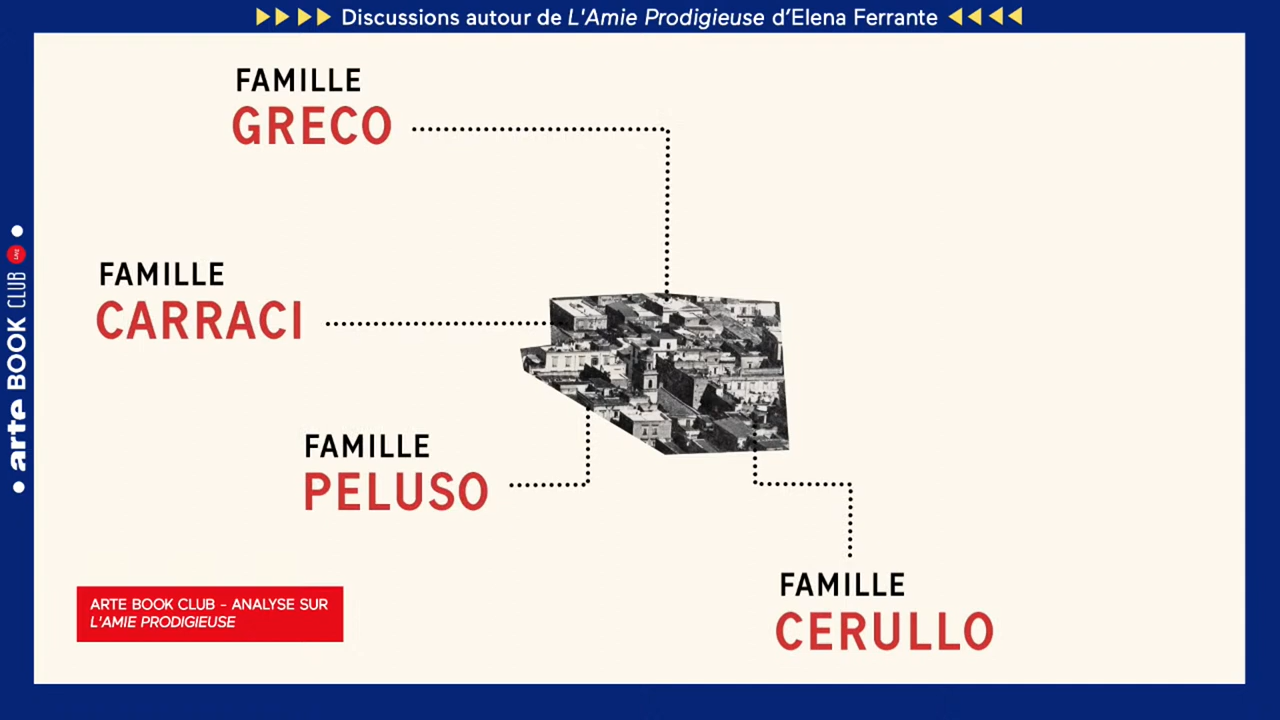 Discussions autour de L'Amie Prodigieuse d'Elena Ferrante
FAMILLE
GRECO
FAMILLE
CARRACI
FAMILLE
PELUSO
FAMILLE
CERULLO
ARTE BOOK CLUB - ANALYSE SUR
L'AMIE PRODIGIEUSE
arte BOOK CLUB LIVE